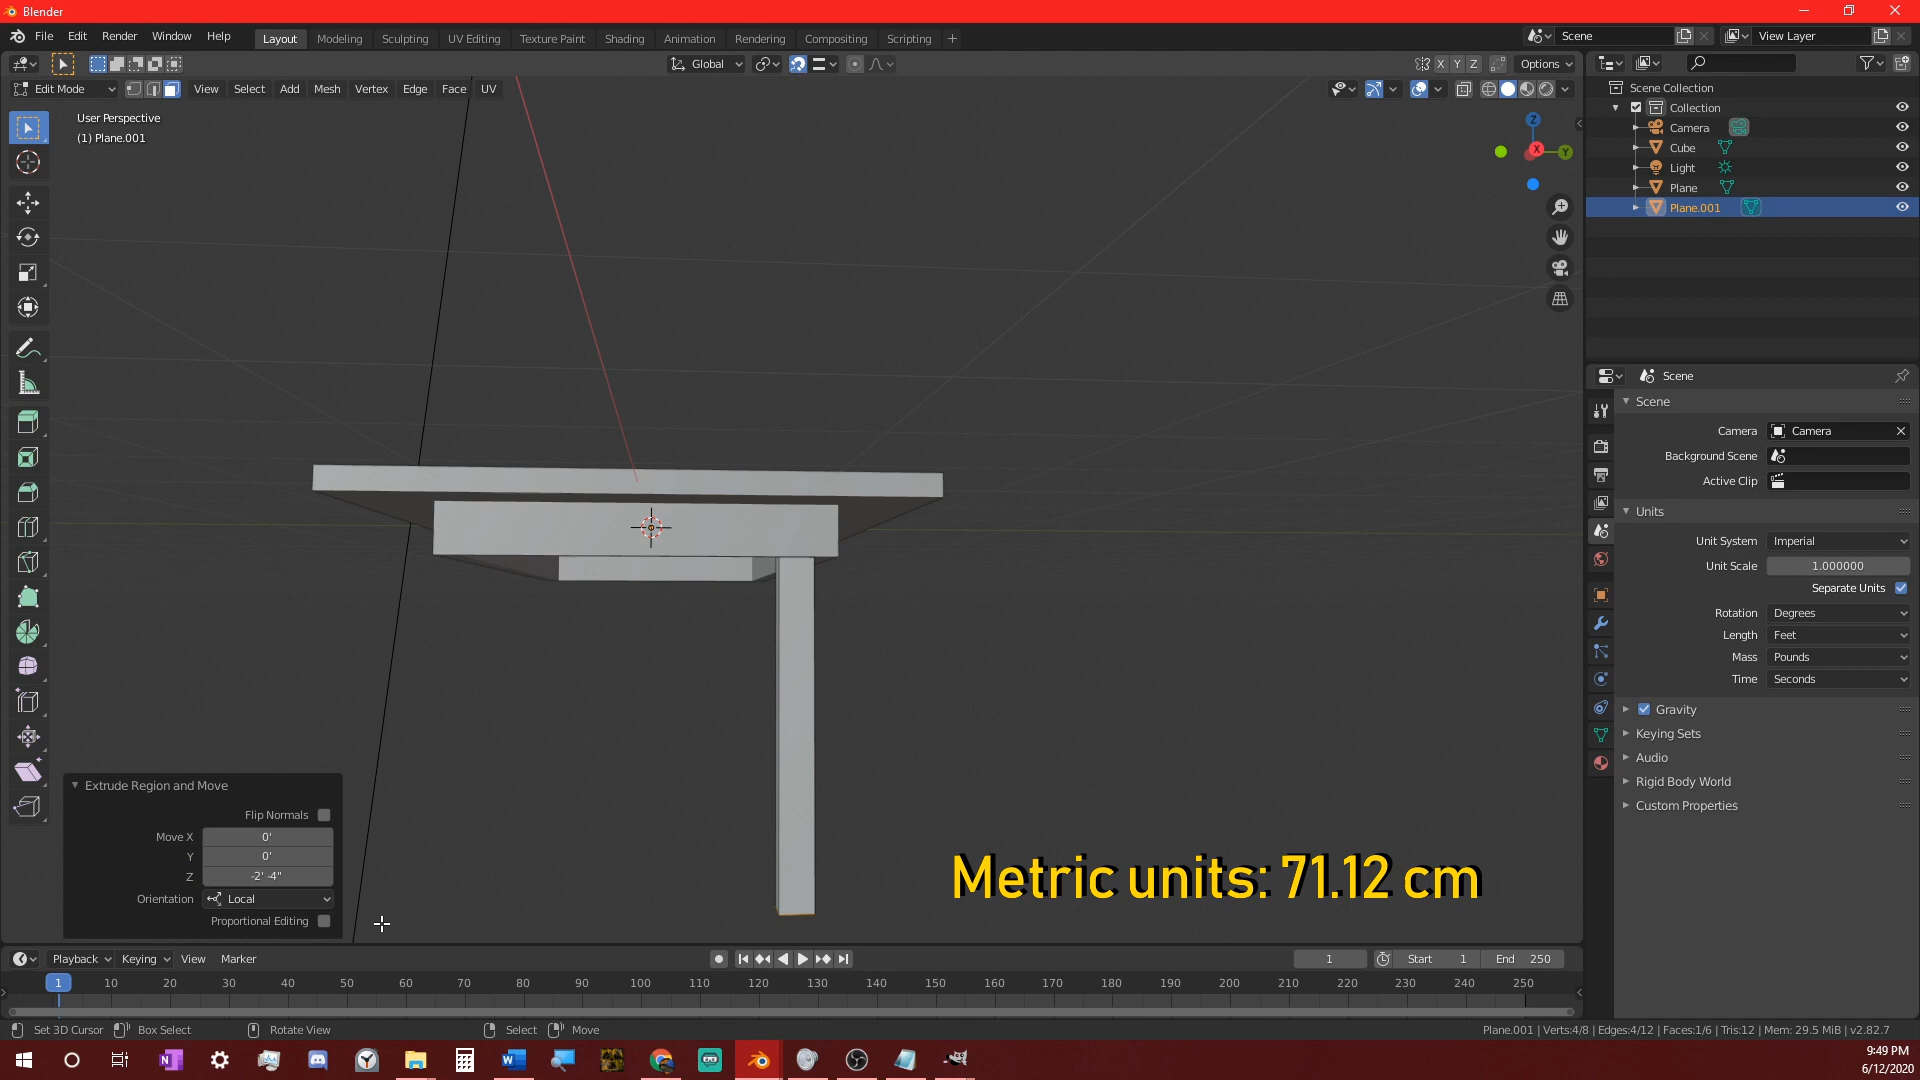 Blender
File Edit Render Window Help Layout Modeling Sculpting UV Editing Texture Paint Shading Animation Rendering Compositing Scripting + Scene View Layer
Global X Y Z Options
Edit Mode View Select Add Mesh Vertex Edge Face UV
User Perspective
(1) Plane.001
Z
X
Y
Scene Collection
Collection
Camera
Cube
Light
Plane
Plane.001
Scene
Scene
Camera Camera
Background Scene
Active Clip
Units
Unit System Imperial
Unit Scale 1.000000
Separate Units
Rotation Degrees
Length Feet
Mass Pounds
Time Seconds
Gravity
Keying Sets
Audio
Rigid Body World
Custom Properties
Extrude Region and Move
Flip Normals
Move X 0'
Y 0'
Z -2' -4"
Orientation Local
Proportional Editing
Metric units: 71.12 cm
Playback Keying View Marker 1 Start 1 End 250
1 10 20 30 40 50 60 70 80 90 100 110 120 130 140 150 160 170 180 190 200 210 220 230 240 250
Set 3D Cursor Box Select Rotate View Select Move Plane.001 | Verts:4/8 | Edges:4/12 | Faces:1/6 | Tris:12 | Mem: 29.5 MiB | v2.82.7
9:49 PM
6/12/2020